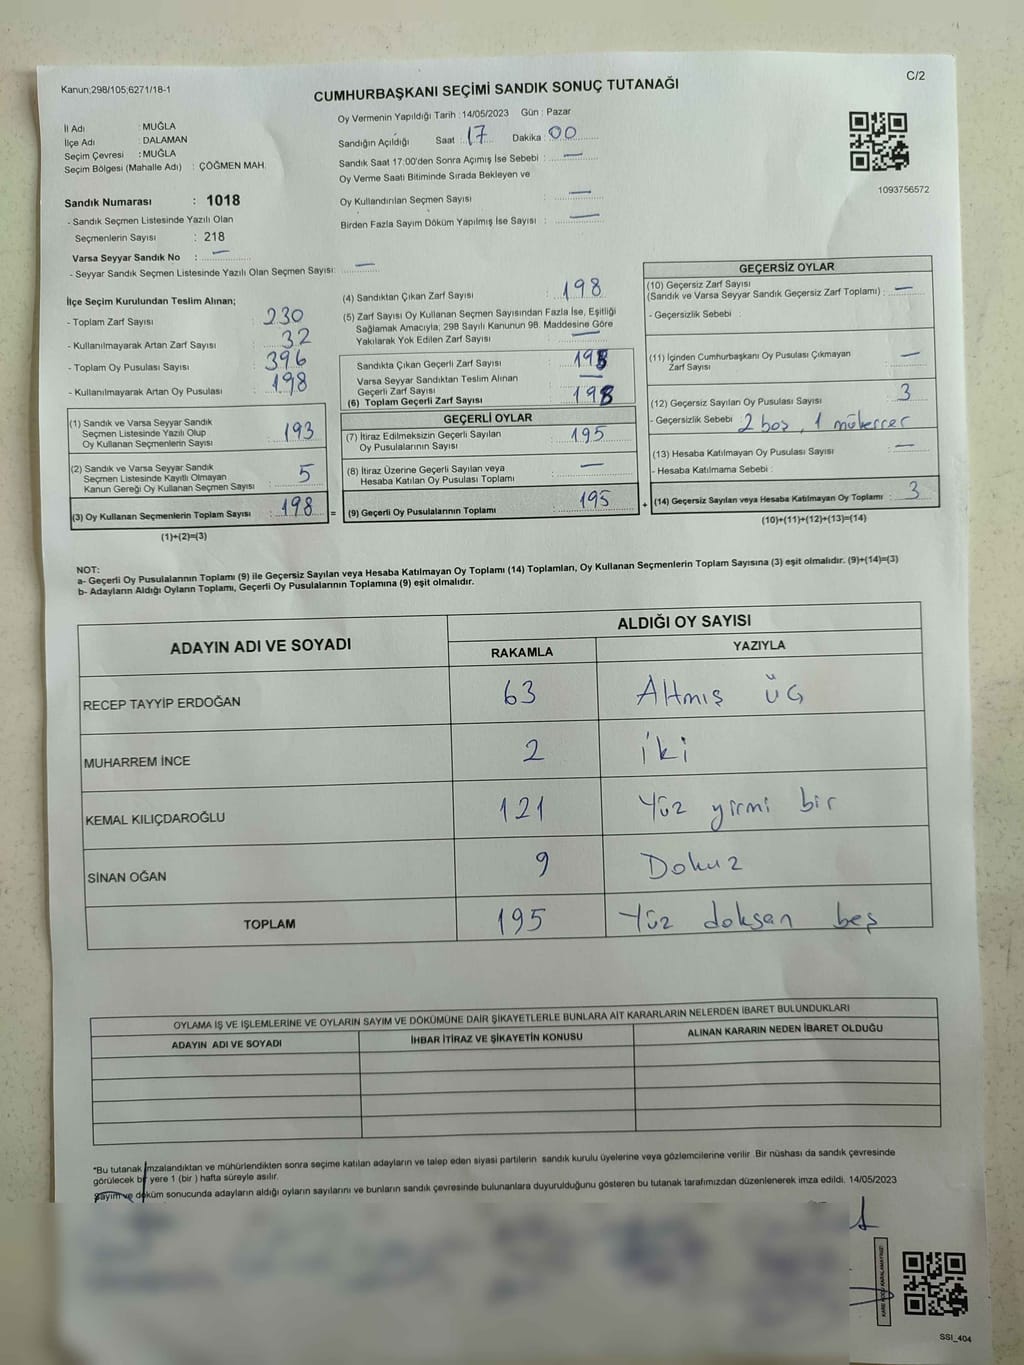 Kanun;298/105;6271/18-1
C/2
CUMHURBAŞKANI SEÇİMİ SANDIK SONUÇ TUTANAĞI
Oy Vermenin Yapıldığı Tarih : 14/05/2023 Gün : Pazar
İl Adı : MUĞLA
İlçe Adı : DALAMAN
Seçim Çevresi : MUĞLA
Seçim Bölgesi (Mahalle Adı) : ÇÖĞMEN MAH.
Sandığın Açıldığı Saat : 17 Dakika : 00
Sandık Saat 17:00'den Sonra Açımış İse Sebebi : —
Oy Verme Saati Bitiminde Sırada Bekleyen ve
Oy Kullandırılan Seçmen Sayısı : —
Birden Fazla Sayım Döküm Yapılmış İse Sayısı : —
1093756572
Sandık Numarası : 1018
- Sandık Seçmen Listesinde Yazılı Olan
Seçmenlerin Sayısı : 218
Varsa Seyyar Sandık No : —
- Seyyar Sandık Seçmen Listesinde Yazılı Olan Seçmen Sayısı: —
İlçe Seçim Kurulundan Teslim Alınan;
- Toplam Zarf Sayısı : 230
- Kullanılmayarak Artan Zarf Sayısı : 32
- Toplam Oy Pusulası Sayısı : 396
- Kullanılmayarak Artan Oy Pusulası : 198
(1) Sandık ve Varsa Seyyar Sandık
Seçmen Listesinde Yazılı Olup
Oy Kullanan Seçmenlerin Sayısı : 193
(2) Sandık ve Varsa Seyyar Sandık
Seçmen Listesinde Kayıtlı Olmayan
Kanun Gereği Oy Kullanan Seçmen Sayısı : 5
(3) Oy Kullanan Seçmenlerin Toplam Sayısı : 198 =
(1)+(2)=(3)
(4) Sandıktan Çıkan Zarf Sayısı : 198
(5) Zarf Sayısı Oy Kullanan Seçmen Sayısından Fazla İse, Eşitliği
Sağlamak Amacıyla; 298 Sayılı Kanunun 98. Maddesine Göre
Yakılarak Yok Edilen Zarf Sayısı : —
Sandıkta Çıkan Geçerli Zarf Sayısı : 198
Varsa Seyyar Sandıktan Teslim Alınan
Geçerli Zarf Sayısı : —
(6) Toplam Geçerli Zarf Sayısı : 198
GEÇERLİ OYLAR
(7) İtiraz Edilmeksizin Geçerli Sayılan
Oy Pusulalarının Sayısı : 195
(8) İtiraz Üzerine Geçerli Sayılan veya
Hesaba Katılan Oy Pusulası Toplamı : —
(9) Geçerli Oy Pusulalarının Toplamı : 195 +
GEÇERSİZ OYLAR
(10) Geçersiz Zarf Sayısı
(Sandık ve Varsa Seyyar Sandık Geçersiz Zarf Toplamı) : —
- Geçersizlik Sebebi :
(11) İçinden Cumhurbaşkanı Oy Pusulası Çıkmayan
Zarf Sayısı : —
(12) Geçersiz Sayılan Oy Pusulası Sayısı : 3
- Geçersizlik Sebebi : 2 boş, 1 mükerrer
(13) Hesaba Katılmayan Oy Pusulası Sayısı : —
- Hesaba Katılmama Sebebi :
(14) Geçersiz Sayılan veya Hesaba Katılmayan Oy Toplamı : 3
(10)+(11)+(12)+(13)=(14)
NOT:
a- Geçerli Oy Pusulalarının Toplamı (9) ile Geçersiz Sayılan veya Hesaba Katılmayan Oy Toplamı (14) Toplamları, Oy Kullanan Seçmenlerin Toplam Sayısına (3) eşit olmalıdır. (9)+(14)=(3)
b- Adayların Aldığı Oyların Toplamı, Geçerli Oy Pusulalarının Toplamına (9) eşit olmalıdır.
ADAYIN ADI VE SOYADI ALDIĞI OY SAYISI
RAKAMLA YAZIYLA
RECEP TAYYİP ERDOĞAN 63 Altmış üç
MUHARREM İNCE 2 iki
KEMAL KILIÇDAROĞLU 121 Yüz yirmi bir
SİNAN OĞAN 9 Dokuz
TOPLAM 195 Yüz doksan beş
OYLAMA İŞ VE İŞLEMLERİNE VE OYLARIN SAYIM VE DÖKÜMÜNE DAİR ŞİKAYETLERLE BUNLARA AİT KARARLARIN NELERDEN İBARET BULUNDUKLARI
ADAYIN ADI VE SOYADI İHBAR İTİRAZ VE ŞİKAYETİN KONUSU ALINAN KARARIN NEDEN İBARET OLDUĞU
*Bu tutanak imzalandıktan ve mühürlendikten sonra seçime katılan adayların ve talep eden siyasi partilerin sandık kurulu üyelerine veya gözlemcilerine verilir .Bir nüshası da sandık çevresinde
görülecek bir yere 1 (bir ) hafta süreyle asılır.
Sayım ve döküm sonucunda adayların aldığı oyların sayılarını ve bunların sandık çevresinde bulunanlara duyurulduğunu gösteren bu tutanak tarafımızdan düzenlenerek imza edildi. 14/05/2023
SSI_404